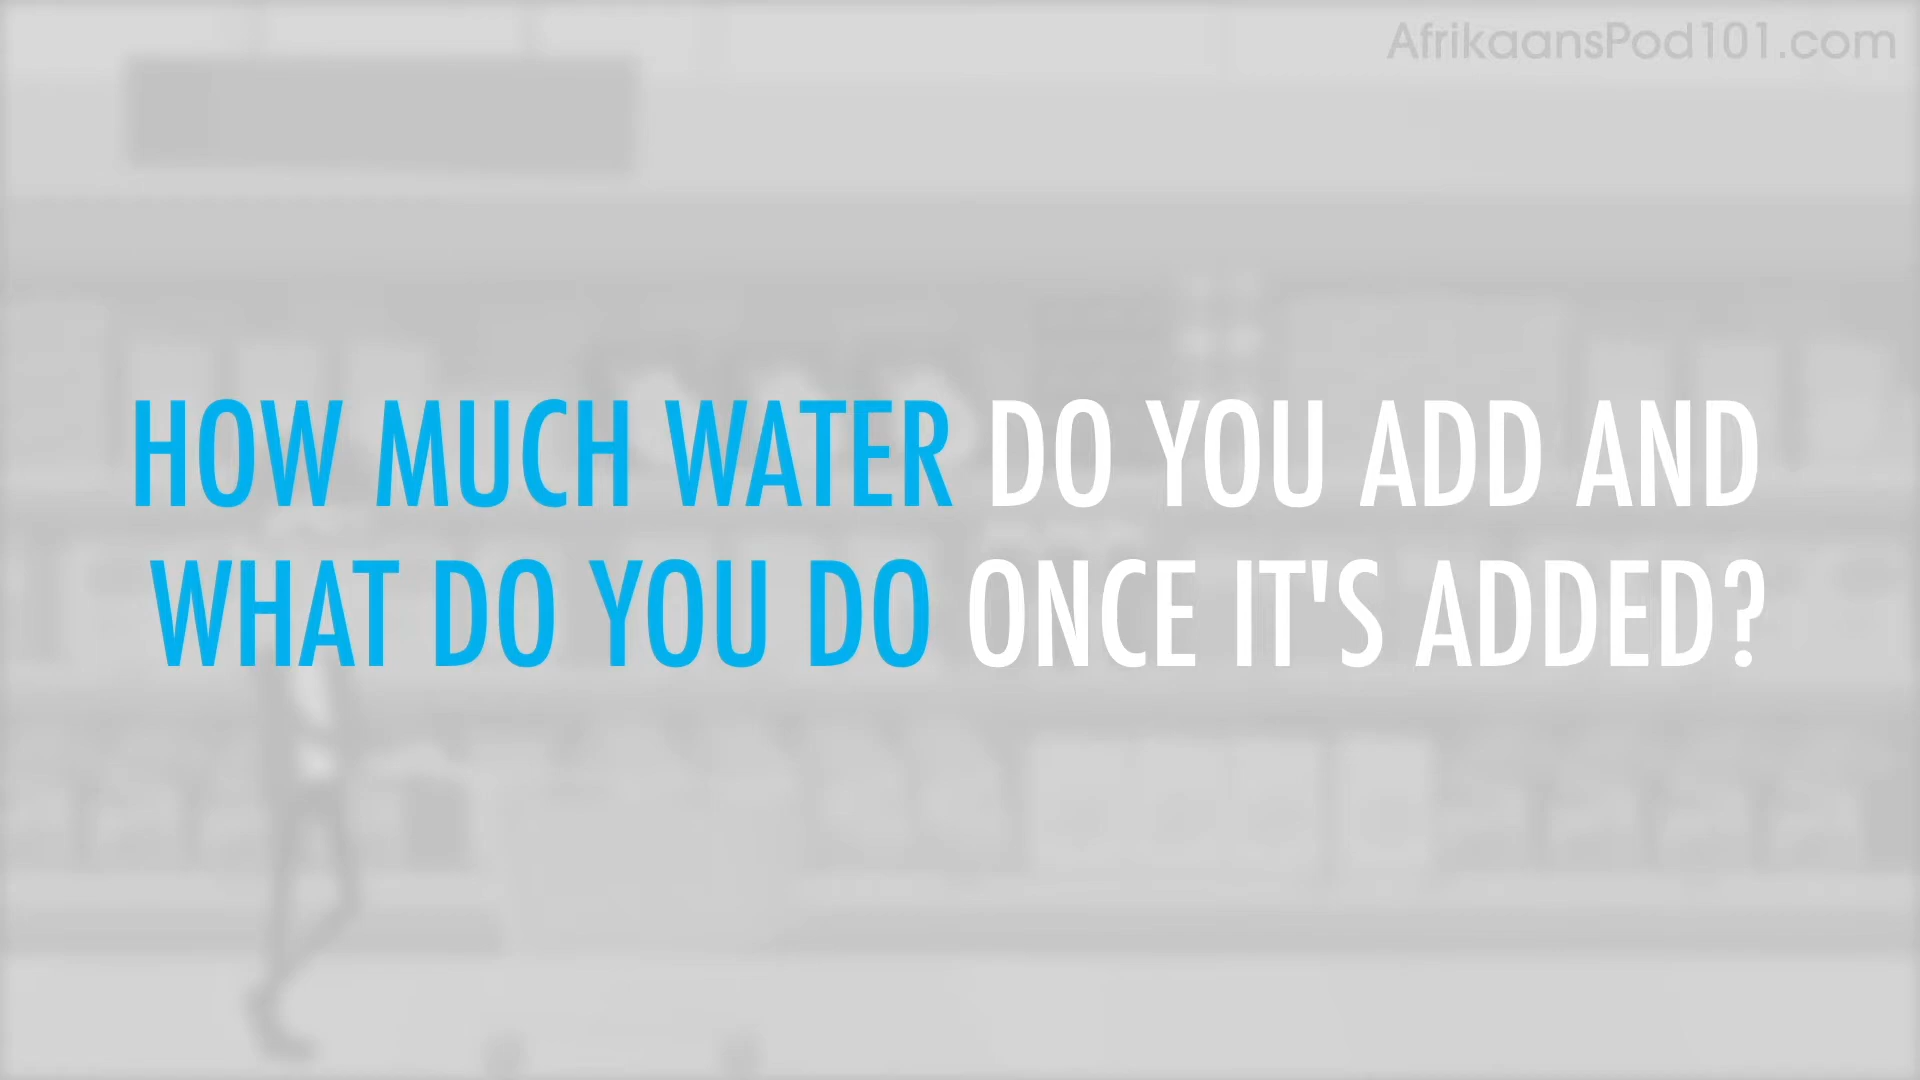 AfrikaansPod101.com
HOW MUCH WATER DO YOU ADD AND
WHAT DO YOU DO ONCE IT'S ADDED?